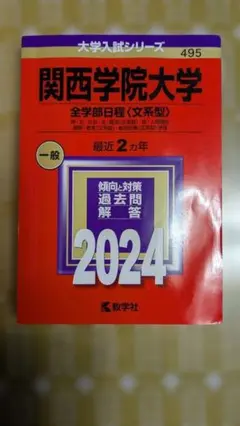 大学入試シリーズ
495
関西学院大学
全学部日程〈文系型〉
一般
最近2カ年
傾向と対策
過去問
解答
2024
教学社